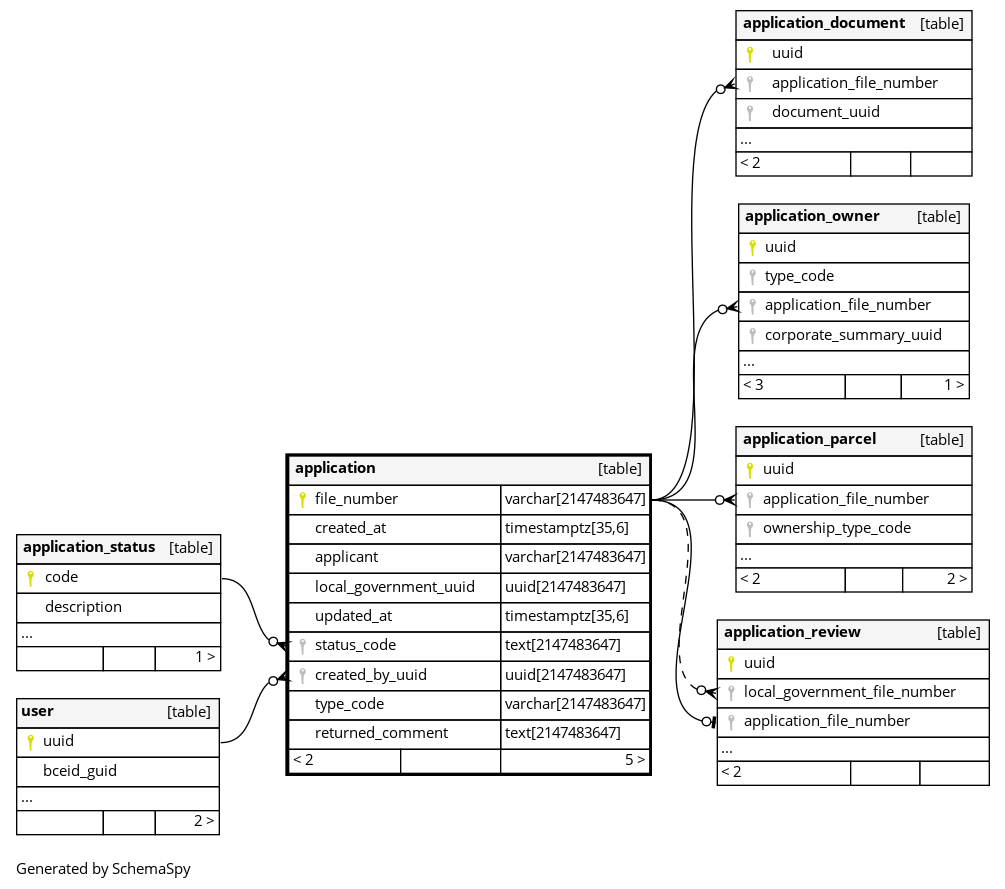 application_document [table]
uuid
application_file_number
document_uuid
...
< 2
application_owner [table]
uuid
type_code
application_file_number
corporate_summary_uuid
...
< 3 1 >
application_parcel [table]
uuid
application_file_number
ownership_type_code
...
< 2 2 >
application_review [table]
uuid
local_government_file_number
application_file_number
...
< 2
application [table]
file_number varchar[2147483647]
created_at timestamptz[35,6]
applicant varchar[2147483647]
local_government_uuid uuid[2147483647]
updated_at timestamptz[35,6]
status_code text[2147483647]
created_by_uuid uuid[2147483647]
type_code varchar[2147483647]
returned_comment text[2147483647]
< 2 5 >
application_status [table]
code
description
...
1 >
user [table]
uuid
bceid_guid
...
2 >
Generated by SchemaSpy